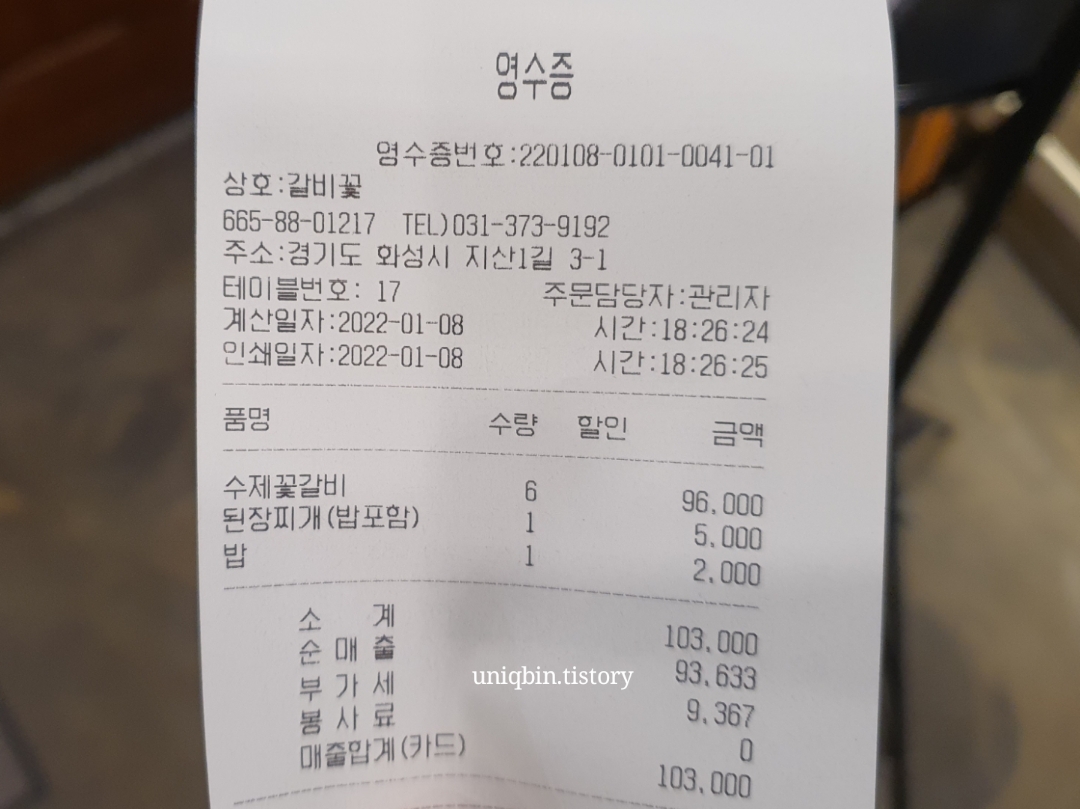 영수증
영수증번호:220108-0101-0041-01
상호:갈비꽃
665-88-01217 TEL)031-373-9192
주소:경기도 화성시 지산1길 3-1
테이블번호: 17 주문담당자:관리자
계산일자:2022-01-08 시간:18:26:24
인쇄일자:2022-01-08 시간:18:26:25
품명 수량 할인 금액
수제꽃갈비 6 96,000
된장찌개(밥포함) 1 5,000
밥 1 2,000
소 계 103,000
순 매 출 93,633
부 가 세 9,367
봉 사 료 0
매출합계(카드) 103,000
uniqbin.tistory